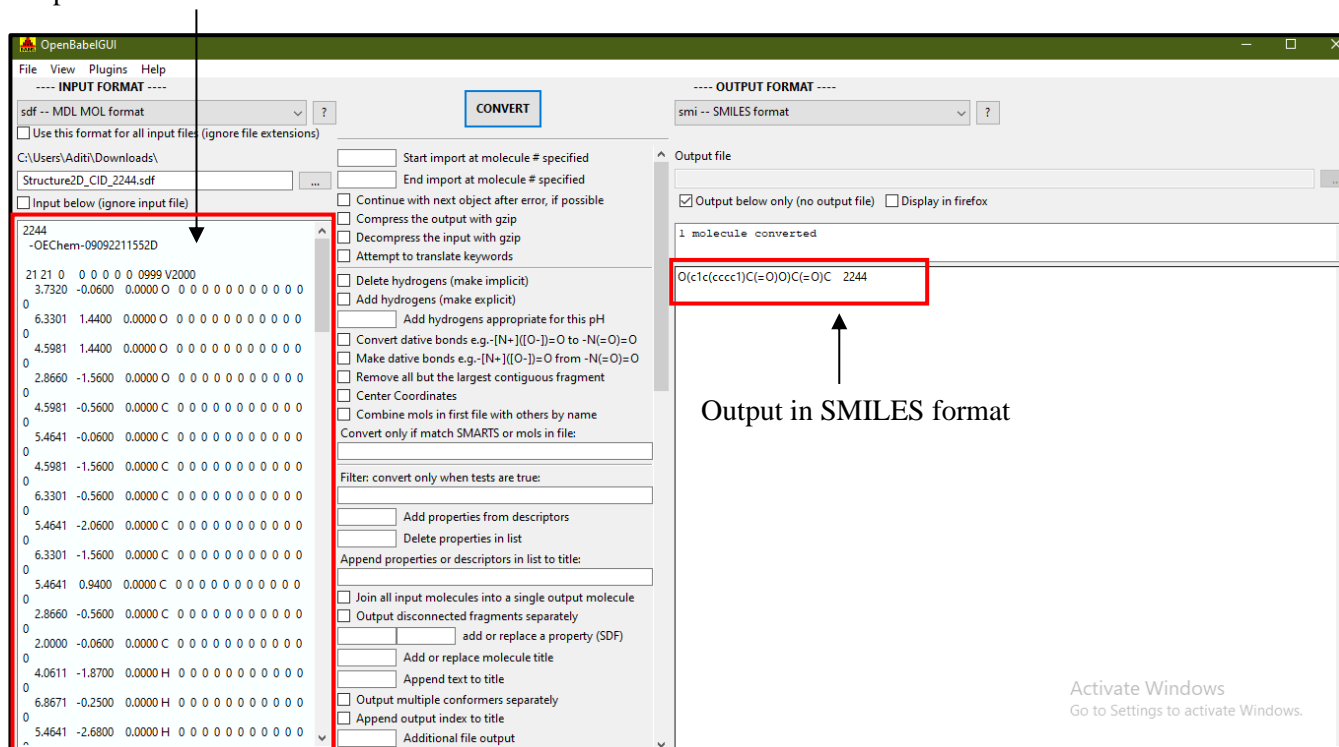 OpenBabelGUI
File View Plugins Help
---- INPUT FORMAT ----
sdf -- MDL MOL format
?
Use this format for all input files (ignore file extensions)
C:\Users\Aditi\Downloads\
Structure2D_CID_2244.sdf
...
Input below (ignore input file)
2244
-OEChem-09092211552D
21 21 0 0 0 0 0 0 0999 V2000
3.7320 -0.0600 0.0000 O 0 0 0 0 0 0 0 0 0 0 0
0
6.3301 1.4400 0.0000 O 0 0 0 0 0 0 0 0 0 0 0
0
4.5981 1.4400 0.0000 O 0 0 0 0 0 0 0 0 0 0 0
0
2.8660 -1.5600 0.0000 O 0 0 0 0 0 0 0 0 0 0 0
0
4.5981 -0.5600 0.0000 C 0 0 0 0 0 0 0 0 0 0 0
0
5.4641 -0.0600 0.0000 C 0 0 0 0 0 0 0 0 0 0 0
0
4.5981 -1.5600 0.0000 C 0 0 0 0 0 0 0 0 0 0 0
0
6.3301 -0.5600 0.0000 C 0 0 0 0 0 0 0 0 0 0 0
0
5.4641 -2.0600 0.0000 C 0 0 0 0 0 0 0 0 0 0 0
0
6.3301 -1.5600 0.0000 C 0 0 0 0 0 0 0 0 0 0 0
0
5.4641 0.9400 0.0000 C 0 0 0 0 0 0 0 0 0 0 0
0
2.8660 -0.5600 0.0000 C 0 0 0 0 0 0 0 0 0 0 0
0
2.0000 -0.0600 0.0000 C 0 0 0 0 0 0 0 0 0 0 0
0
4.0611 -1.8700 0.0000 H 0 0 0 0 0 0 0 0 0 0 0
0
6.8671 -0.2500 0.0000 H 0 0 0 0 0 0 0 0 0 0 0
0
5.4641 -2.6800 0.0000 H 0 0 0 0 0 0 0 0 0 0 0
CONVERT
Start import at molecule # specified
End import at molecule # specified
Continue with next object after error, if possible
Compress the output with gzip
Decompress the input with gzip
Attempt to translate keywords
Delete hydrogens (make implicit)
Add hydrogens (make explicit)
Add hydrogens appropriate for this pH
Convert dative bonds e.g.-[N+]([O-])=O to -N(=O)=O
Make dative bonds e.g.-[N+]([O-])=O from -N(=O)=O
Remove all but the largest contiguous fragment
Center Coordinates
Combine mols in first file with others by name
Convert only if match SMARTS or mols in file:
Filter: convert only when tests are true:
Add properties from descriptors
Delete properties in list
Append properties or descriptors in list to title:
Join all input molecules into a single output molecule
Output disconnected fragments separately
add or replace a property (SDF)
Add or replace molecule title
Append text to title
Output multiple conformers separately
Append output index to title
Additional file output
---- OUTPUT FORMAT ----
smi -- SMILES format
?
Output file
...
Output below only (no output file) Display in firefox
1 molecule converted
O(c1c(cccc1)C(=O)O)C(=O)C 2244
Output in SMILES format
Activate Windows
Go to Settings to activate Windows.